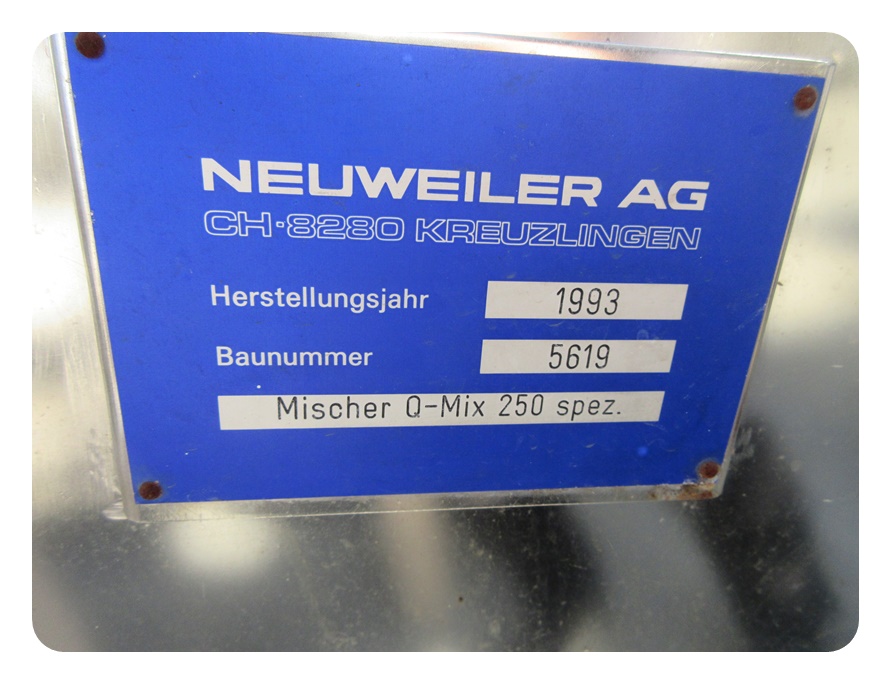 NEUWEILER AG
CH-8280 KREUZLINGEN
Herstellungsjahr 1993
Baunummer 5619
Mischer Q-Mix 250 spez.